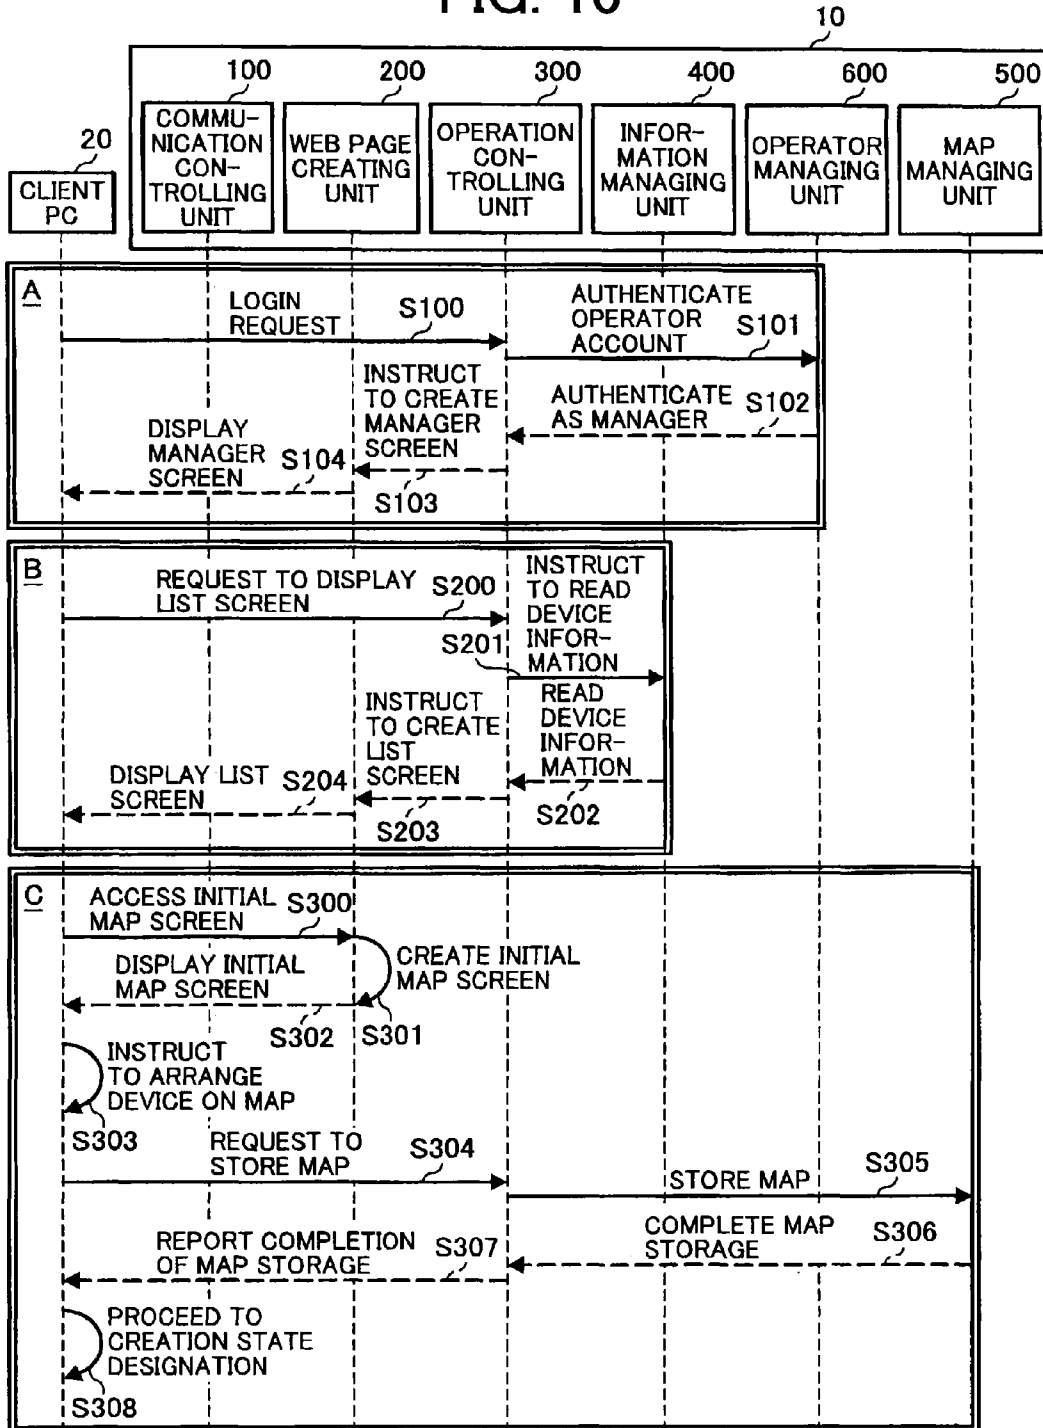 FIG. 10
10
100
200
300
400
600
500
20
CLIENT
PC
COMMU-
NICATION
CON-
TROLLING
UNIT
WEB PAGE
CREATING
UNIT
OPERATION
CON-
TROLLING
UNIT
INFOR-
MATION
MANAGING
UNIT
OPERATOR
MANAGING
UNIT
MAP
MANAGING
UNIT
A
LOGIN
REQUEST
S100
AUTHENTICATE
OPERATOR
ACCOUNT
S101
AUTHENTICATE
AS MANAGER
S102
INSTRUCT
TO CREATE
MANAGER
SCREEN
S103
DISPLAY
MANAGER
SCREEN
S104
B
REQUEST TO DISPLAY
LIST SCREEN
S200
INSTRUCT
TO READ
DEVICE
INFOR-
MATION
S201
READ
DEVICE
INFOR-
MATION
S202
INSTRUCT
TO CREATE
LIST
SCREEN
S203
DISPLAY LIST
SCREEN
S204
C
ACCESS INITIAL
MAP SCREEN
S300
CREATE INITIAL
MAP SCREEN
S301
DISPLAY INITIAL
MAP SCREEN
S302
INSTRUCT
TO ARRANGE
DEVICE ON MAP
S303
REQUEST TO
STORE MAP
S304
STORE MAP
S305
COMPLETE MAP
STORAGE
S306
REPORT COMPLETION
OF MAP STORAGE
S307
PROCEED TO
CREATION STATE
DESIGNATION
S308